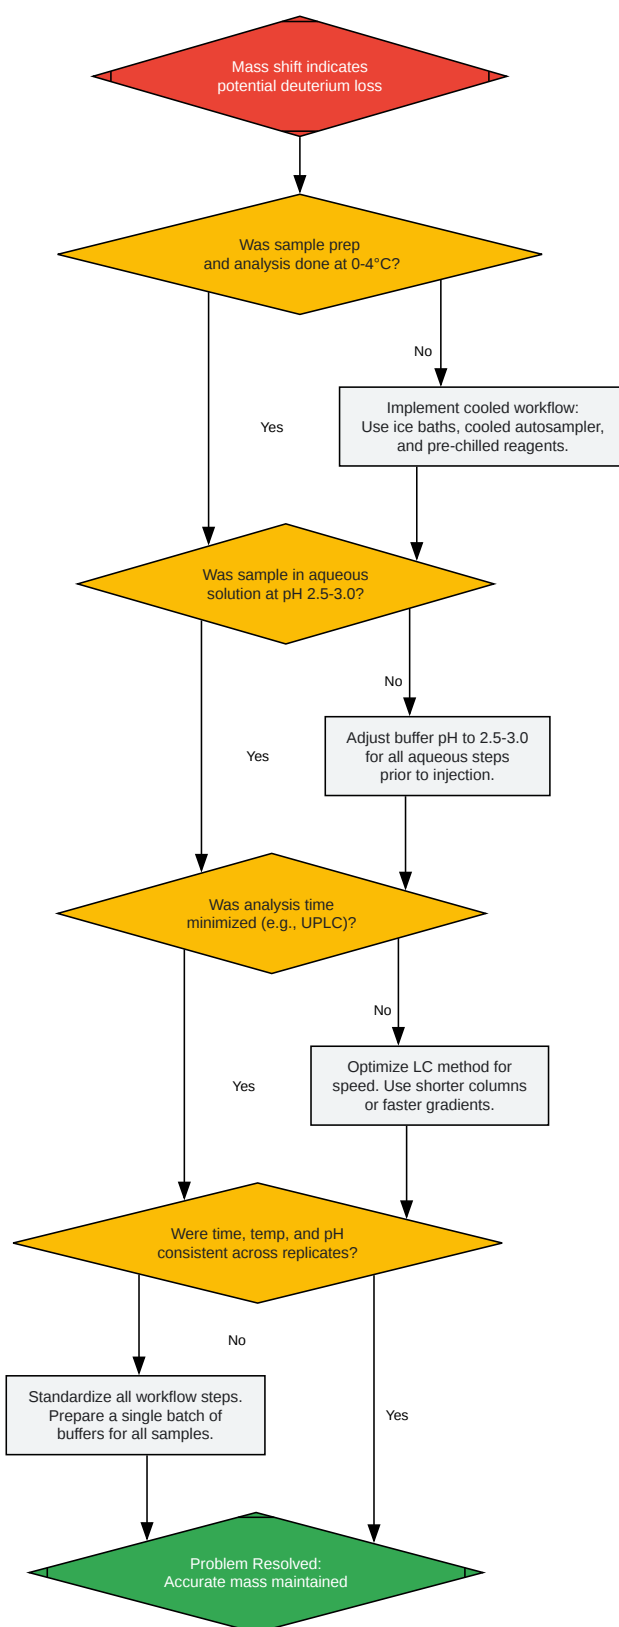 Mass shift indicates
potential deuterium loss
Was sample prep
and analysis done at 0-4°C?
No
Implement cooled workflow:
Use ice baths, cooled autosampler,
and pre-chilled reagents.
Yes
Was sample in aqueous
solution at pH 2.5-3.0?
No
Adjust buffer pH to 2.5-3.0
for all aqueous steps
prior to injection.
Yes
Was analysis time
minimized (e.g., UPLC)?
No
Optimize LC method for
speed. Use shorter columns
or faster gradients.
Yes
Were time, temp, and pH
consistent across replicates?
No
Standardize all workflow steps.
Prepare a single batch of
buffers for all samples.
Yes
Problem Resolved:
Accurate mass maintained